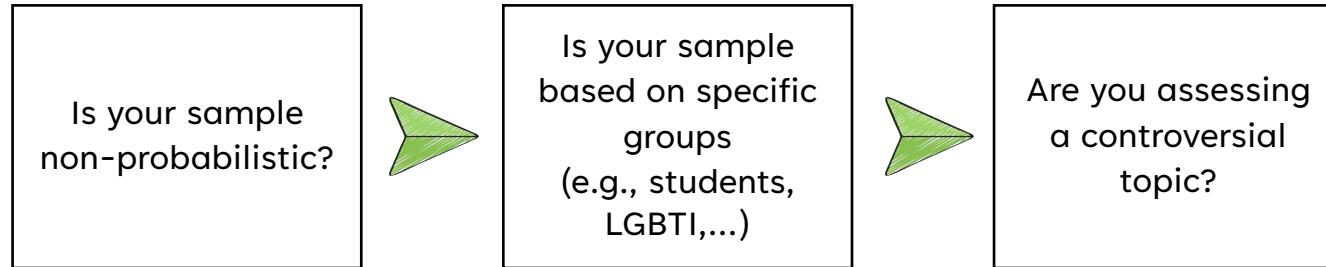 Is your sample
non-probabilistic?
Is your sample
based on specific
groups
(e.g., students,
LGBTI,...)
Are you assessing
a controversial
topic?